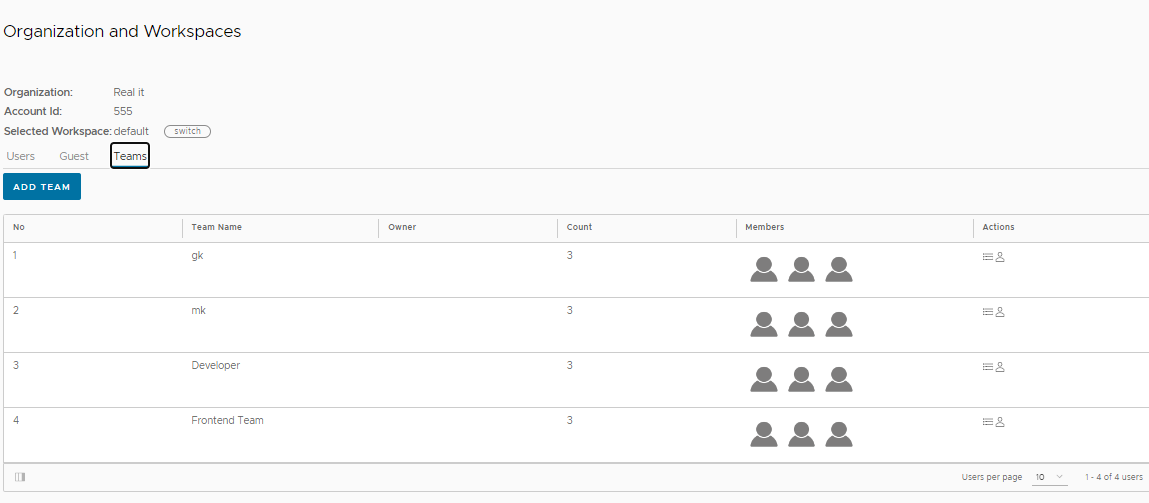 Organization and Workspaces
Organization: Real it
Account Id: 555
Selected Workspace: default switch
Users Guest Teams
ADD TEAM
No Team Name Owner Count Members Actions
1 gk 3
2 mk 3
3 Developer 3
4 Frontend Team 3
Users per page 10 1 - 4 of 4 users